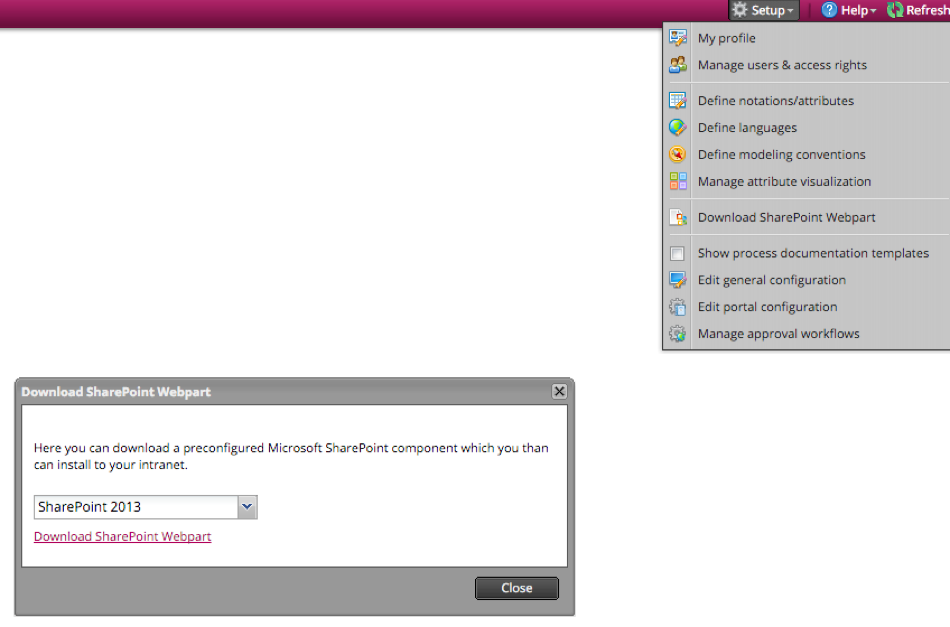 Setup Help Refresh
My profile
Manage users & access rights
Define notations/attributes
Define languages
Define modeling conventions
Manage attribute visualization
Download SharePoint Webpart
Show process documentation templates
Edit general configuration
Edit portal configuration
Manage approval workflows
Download SharePoint Webpart
Here you can download a preconfigured Microsoft SharePoint component which you than
can install to your intranet.
SharePoint 2013
Download SharePoint Webpart
Close